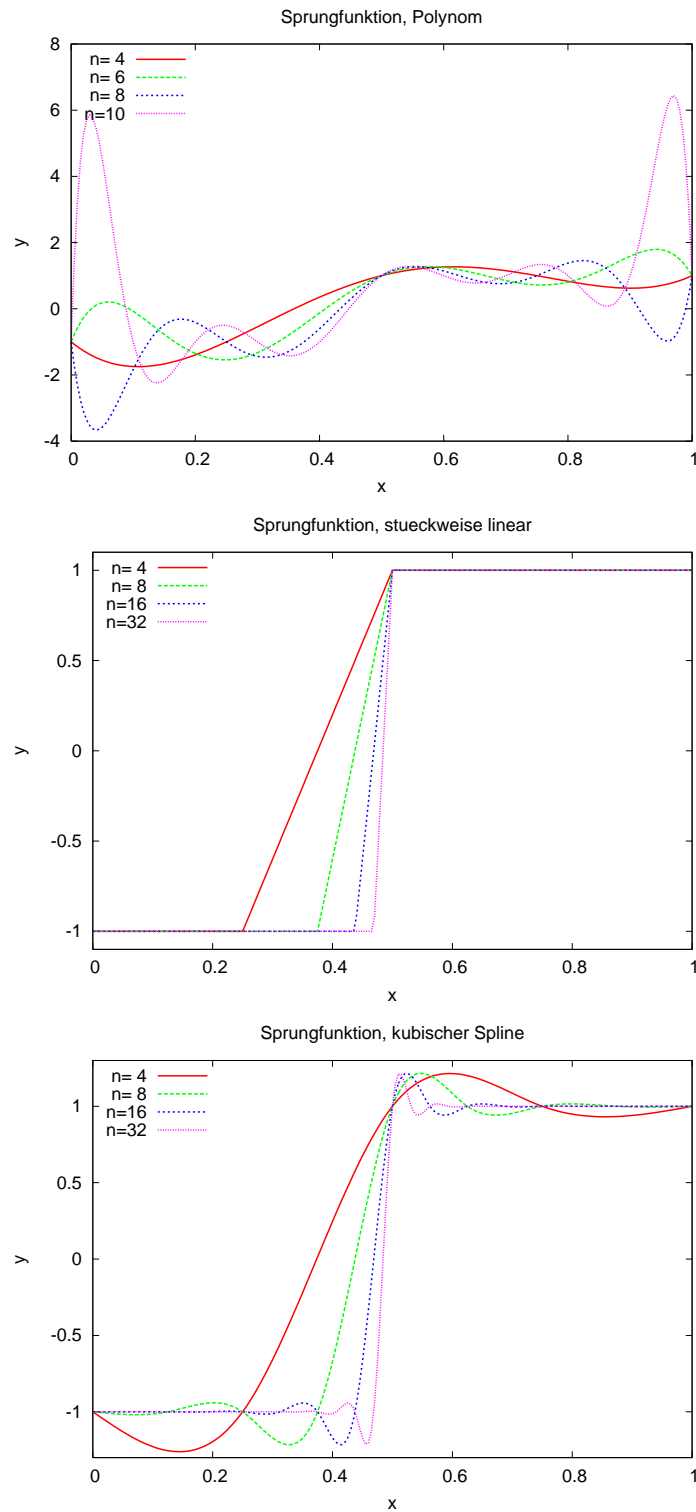 Sprungfunktion, Polynom
8
6
4
2
0
-2
-4
y
n= 4
n= 6
n= 8
n=10
0
0.2
0.4
0.6
0.8
1
x
Sprungfunktion, stueckweise linear
1
0.5
0
-0.5
-1
y
n= 4
n= 8
n=16
n=32
0
0.2
0.4
0.6
0.8
1
x
Sprungfunktion, kubischer Spline
1
0.5
0
-0.5
-1
y
n= 4
n= 8
n=16
n=32
0
0.2
0.4
0.6
0.8
1
x